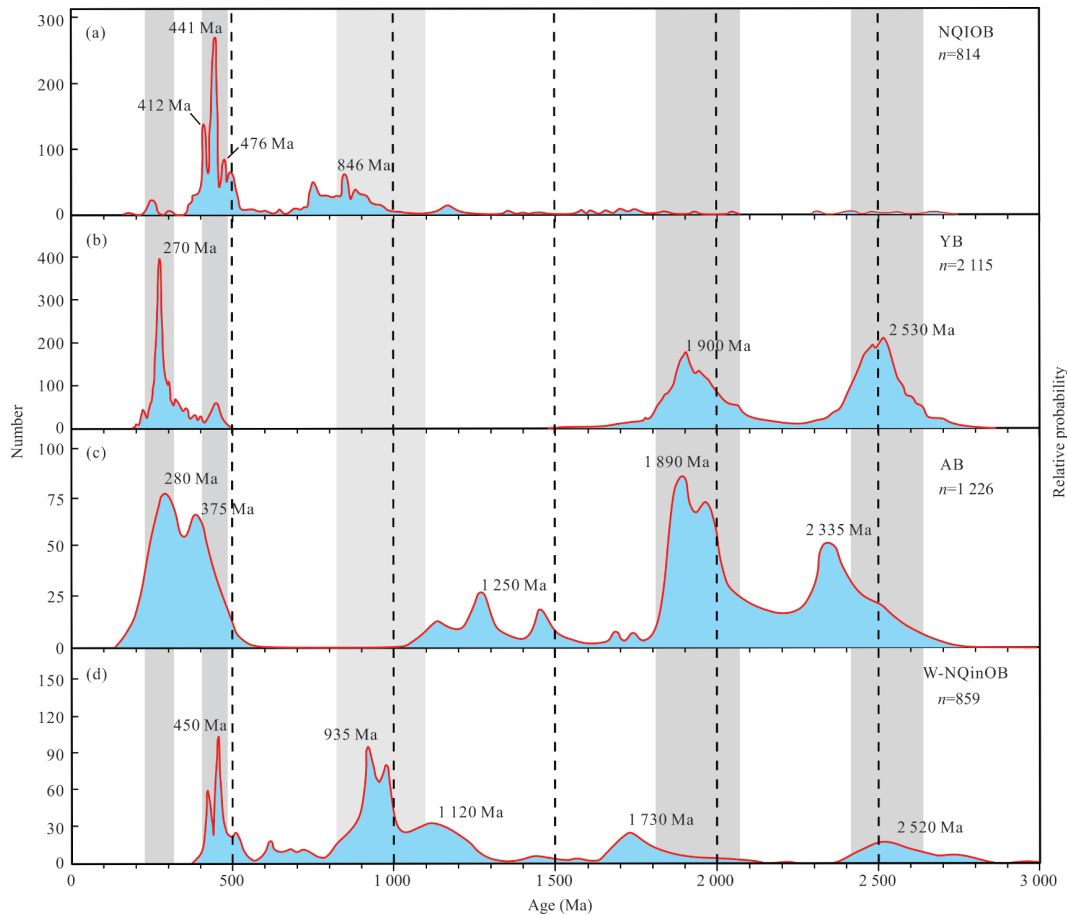 (a)
NQIOB
n=814
441 Ma
412 Ma
476 Ma
846 Ma
300
200
100
0
(b)
YB
n=2 115
270 Ma
1 900 Ma
2 530 Ma
400
300
200
100
0
(c)
AB
n=1 226
280 Ma
375 Ma
1 250 Ma
1 890 Ma
2 335 Ma
100
75
50
25
0
(d)
W-NQinOB
n=859
450 Ma
935 Ma
1 120 Ma
1 730 Ma
2 520 Ma
150
120
90
60
30
0
0 500 1 000 1 500 2 000 2 500 3 000
Age (Ma)
Number
Relative probability